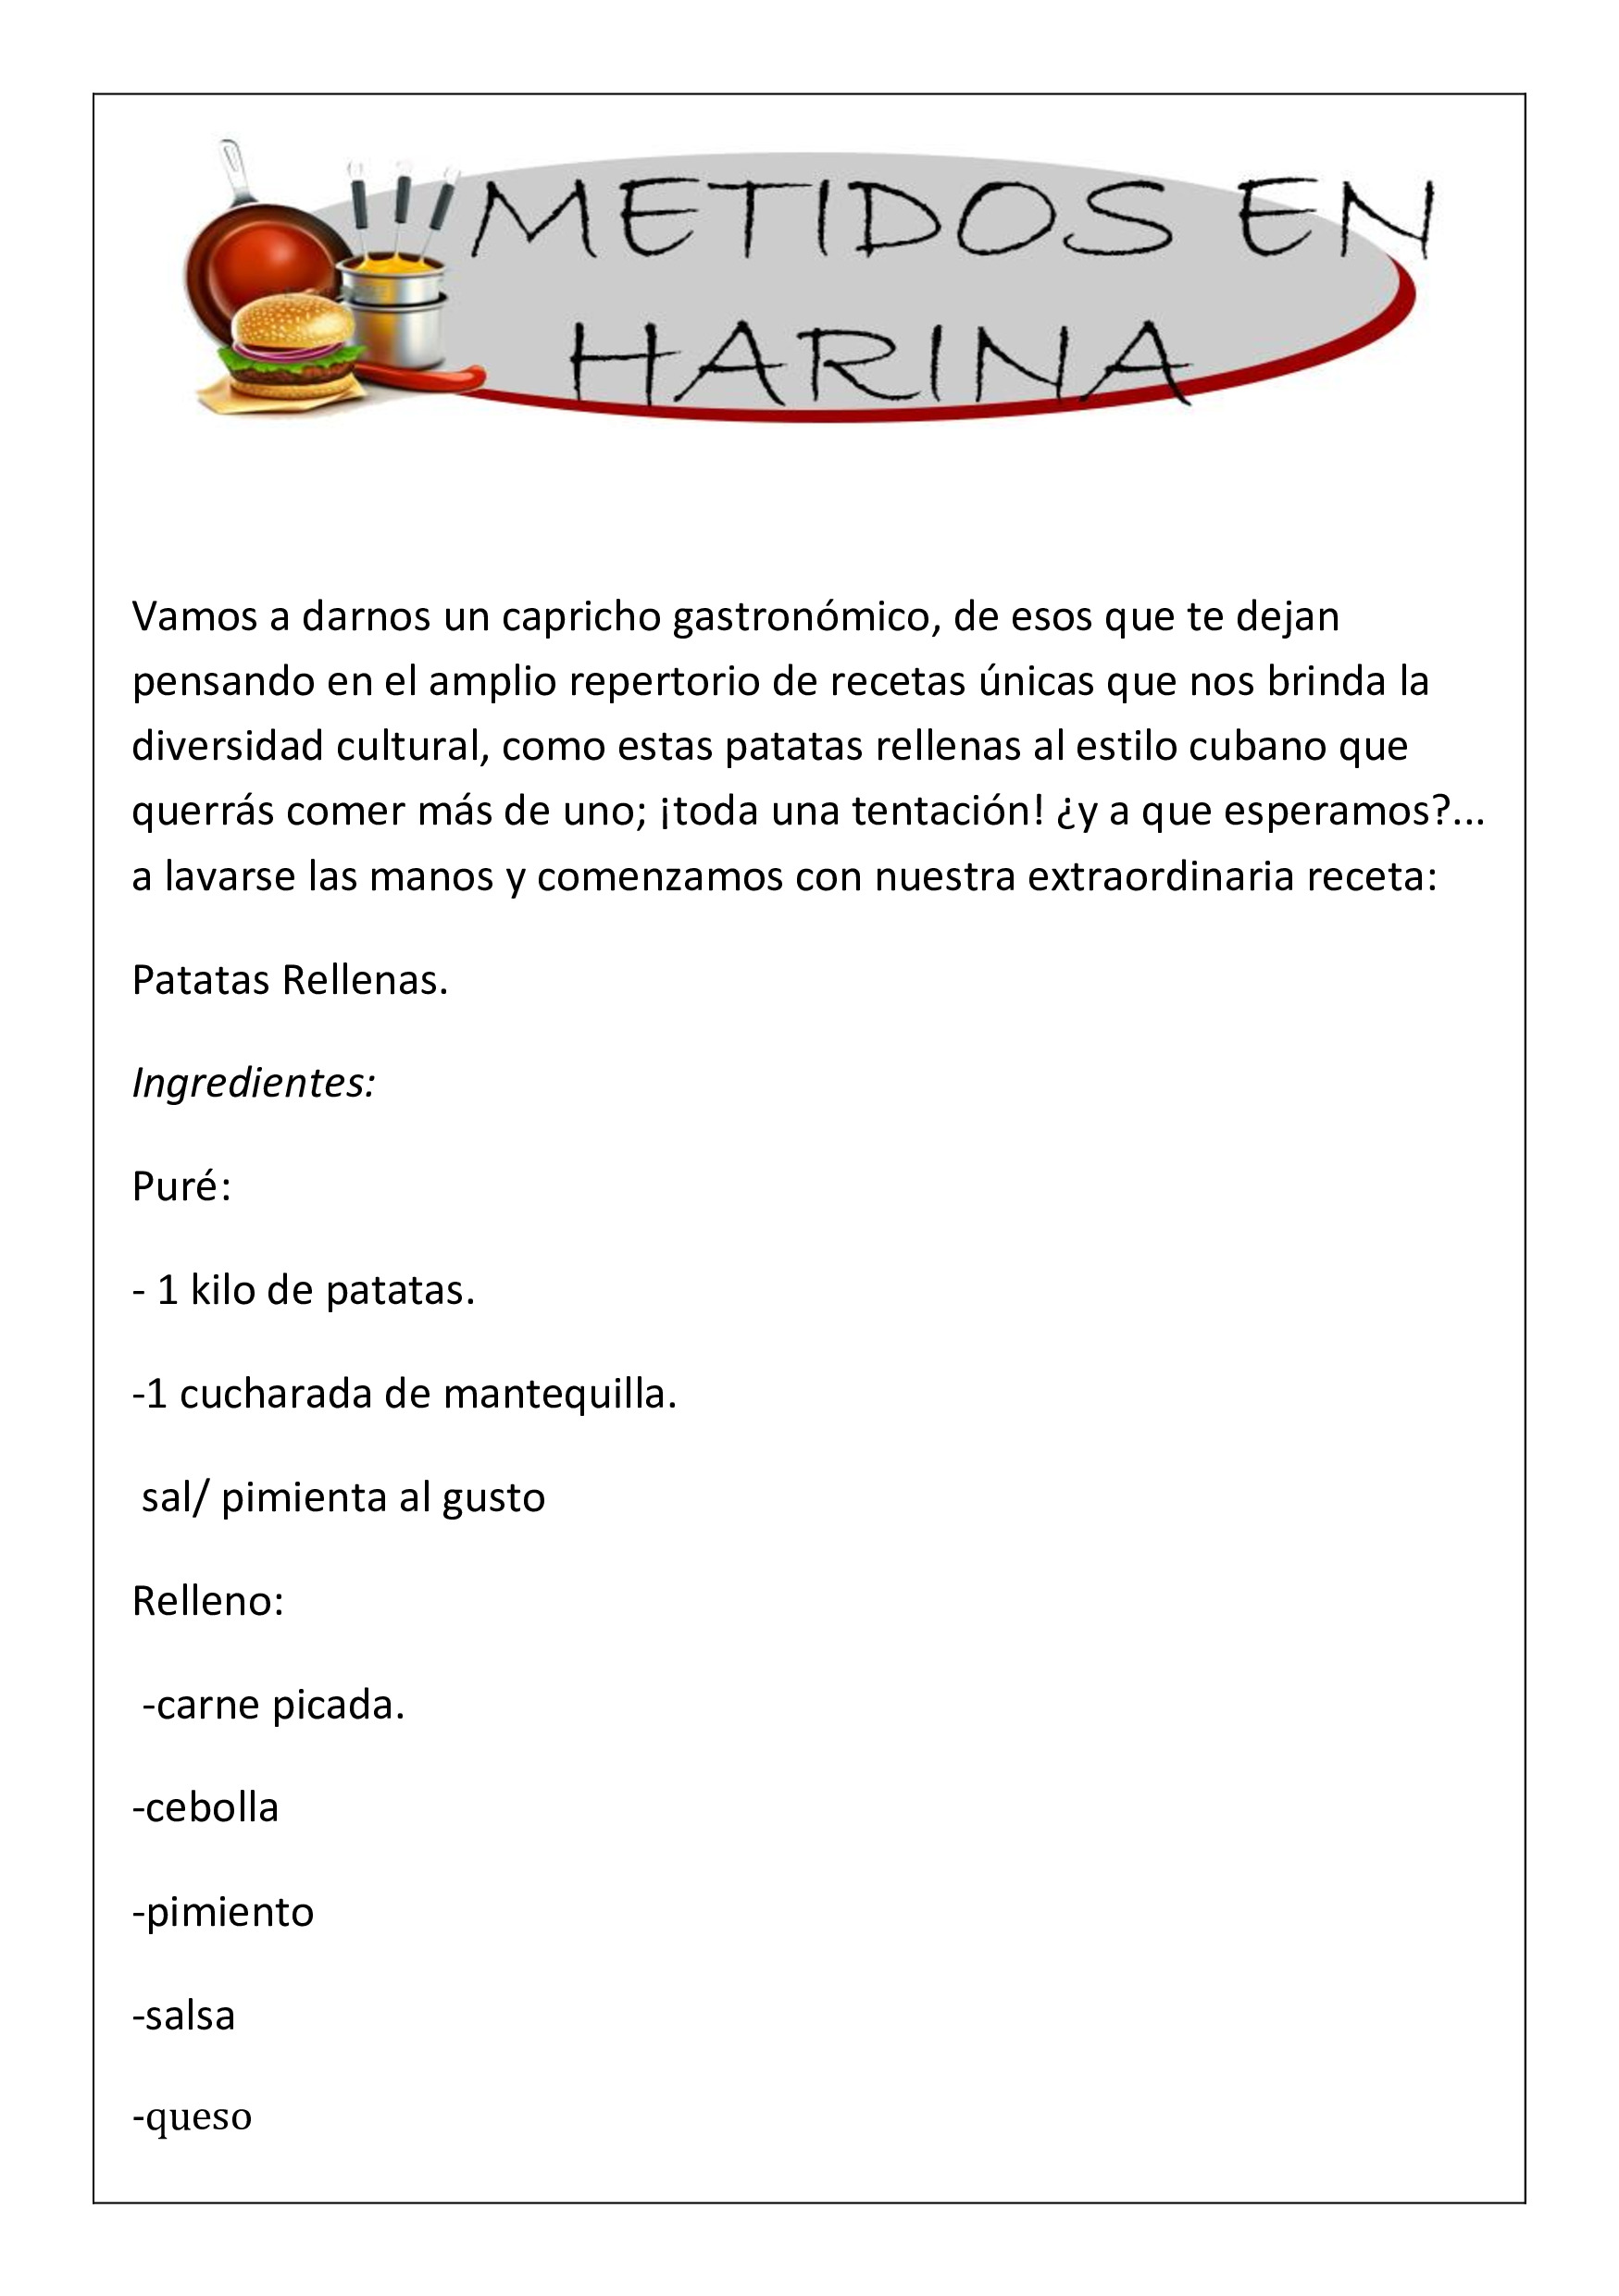 METIDOS EN
HARINA
Vamos a darnos un capricho gastronómico, de esos que te dejan
pensando en el amplio repertorio de recetas únicas que nos brinda la
diversidad cultural, como estas patatas rellenas al estilo cubano que
querrás comer más de uno; ¡toda una tentación! ¿y a que esperamos?...
a lavarse las manos y comenzamos con nuestra extraordinaria receta:
Patatas Rellenas.
Ingredientes:
Puré:
- 1 kilo de patatas.
-1 cucharada de mantequilla.
sal/ pimienta al gusto
Relleno:
-carne picada.
-cebolla
-pimiento
-salsa
-queso